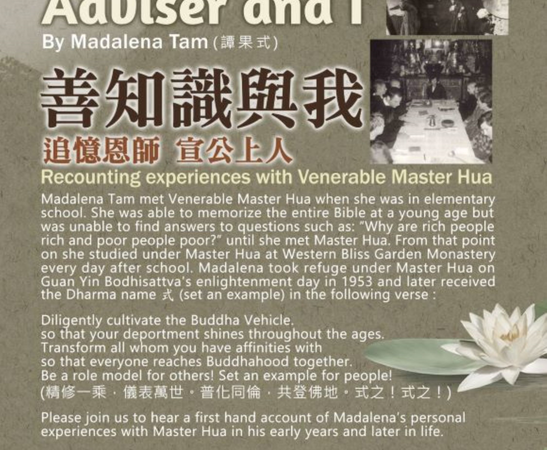 Adviser and I
By Madalena Tam (譚果式)
善知識與我
追憶恩師 宣公上人
Recounting experiences with Venerable Master Hua
Madalena Tam met Venerable Master Hua when she was in elementary
school. She was able to memorize the entire Bible at a young age but
was unable to find answers to questions such as: "Why are rich people
rich and poor people poor?" until she met Master Hua. From that point
on she studied under Master Hua at Western Bliss Garden Monastery
every day after school. Madalena took refuge under Master Hua on
Guan Yin Bodhisattva's enlightenment day in 1953 and later received
the Dharma name 式 (set an example) in the following verse :
Diligently cultivate the Buddha Vehicle,
so that your deportment shines throughout the ages.
Transform all whom you have affinities with
so that everyone reaches Buddhahood together.
Be a role model for others! Set an example for people!
(精修一乘，儀表萬世。普化同倫，共登佛地。式之！式之！)
Please join us to hear a first hand account of Madalena's personal
experiences with Master Hua in his early years and later in life.